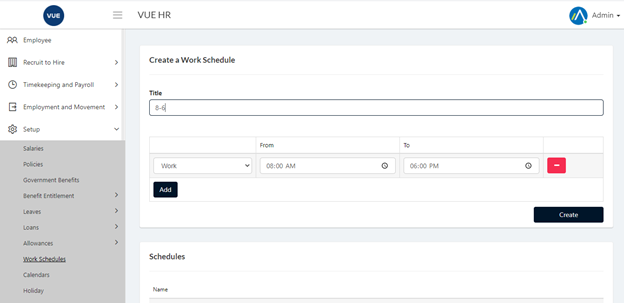 VUE
VUE HR
Admin
Employee
Recruit to Hire
Timekeeping and Payroll
Employment and Movement
Setup
Salaries
Policies
Government Benefits
Benefit Entitlement
Leaves
Loans
Allowances
Work Schedules
Calendars
Holiday
Create a Work Schedule
Title
8-6
From To
Work 08:00 AM 06:00 PM
Add
Create
Schedules
Name